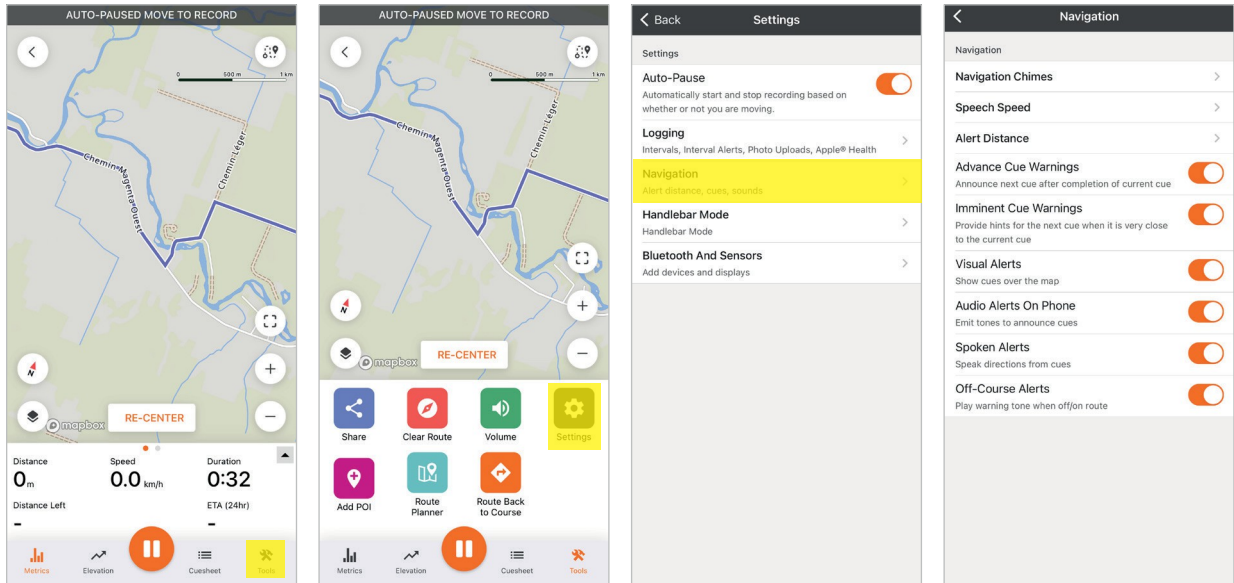 AUTO-PAUSED MOVE TO RECORD
0 500 m 1 km
Chemin-Léger
Chemin-Magenta-Ouest
N
mapbox
RE-CENTER
Distance Speed Duration
0 m 0.0 km/h 0:32
Distance Left ETA (24hr)
- -
Metrics Elevation Cuesheet Tools
AUTO-PAUSED MOVE TO RECORD
0 500 m 1 km
Chemin-Léger
Chemin-Magenta-Ouest
N
mapbox
RE-CENTER
Share Clear Route Volume Settings
Add POI Route Planner Route Back to Course
Metrics Elevation Cuesheet Tools
Back Settings
Settings
Auto-Pause
Automatically start and stop recording based on
whether or not you are moving.
Logging
Intervals, Interval Alerts, Photo Uploads, Apple® Health
Navigation
Alert distance, cues, sounds
Handlebar Mode
Handlebar Mode
Bluetooth And Sensors
Add devices and displays
Navigation
Navigation
Navigation Chimes
Speech Speed
Alert Distance
Advance Cue Warnings
Announce next cue after completion of current cue
Imminent Cue Warnings
Provide hints for the next cue when it is very close
to the current cue
Visual Alerts
Show cues over the map
Audio Alerts On Phone
Emit tones to announce cues
Spoken Alerts
Speak directions from cues
Off-Course Alerts
Play warning tone when off/on route